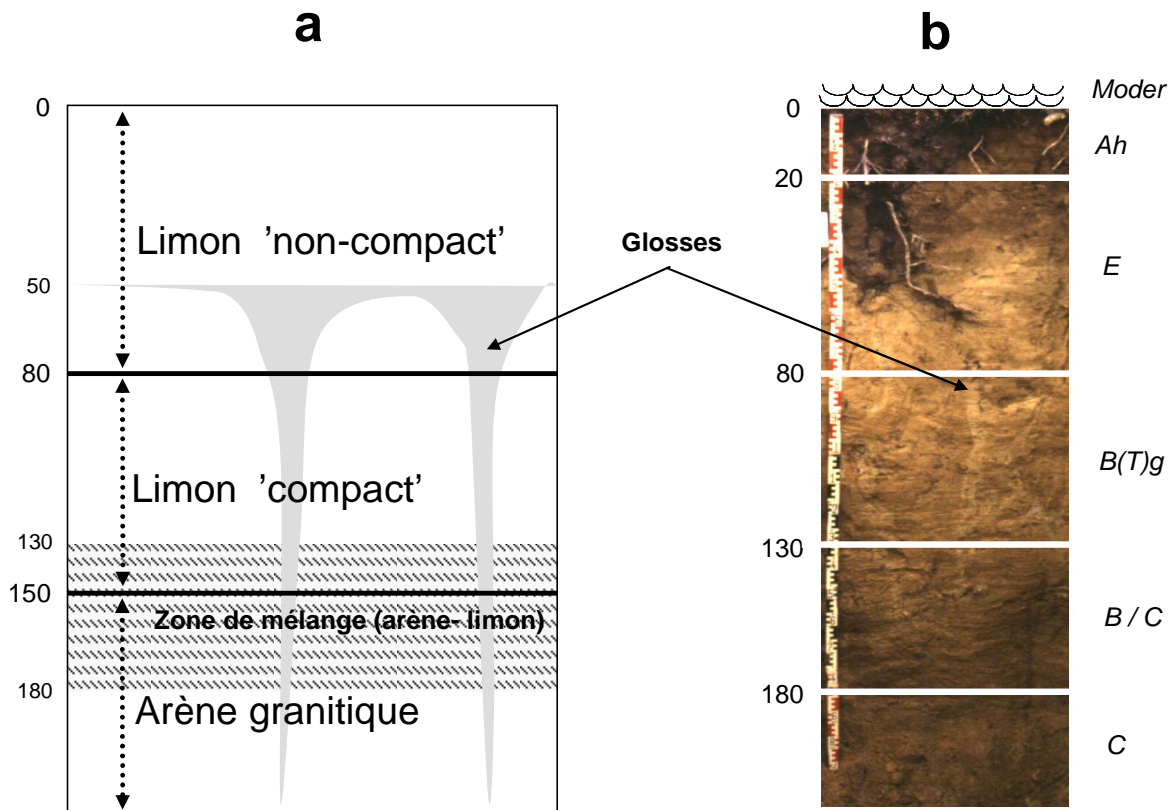 a
0
Limon 'non-compact'
50
80
Limon 'compact'
130
150
Zone de mélange (arène- limon)
180
Arène granitique
Glosses
b
Moder
0
Ah
20
E
80
B(T)g
130
B / C
180
C